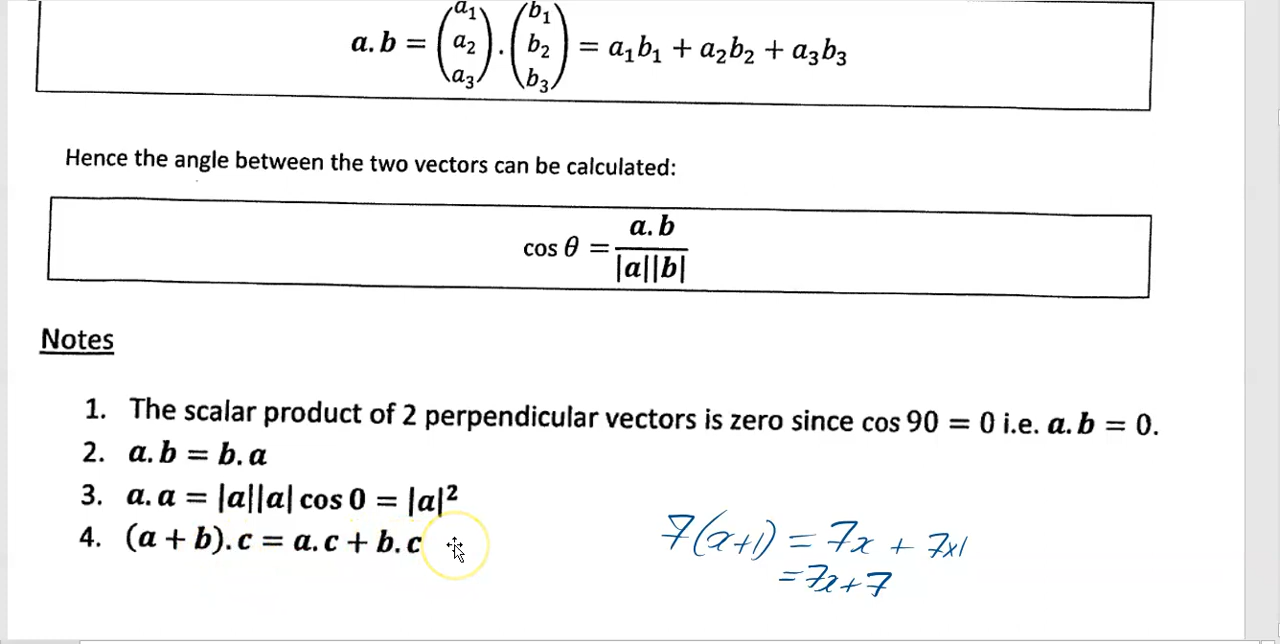 a.b = (a₁ a₂ a₃) . (b₁ b₂ b₃) = a₁b₁ + a₂b₂ + a₃b₃
Hence the angle between the two vectors can be calculated:
cos θ = a.b / |a||b|
Notes
1. The scalar product of 2 perpendicular vectors is zero since cos 90 = 0 i.e. a.b = 0.
2. a.b = b.a
3. a.a = |a||a| cos 0 = |a|²
4. (a + b).c = a.c + b.c
7(x+1) = 7x + 7x1
= 7x + 7